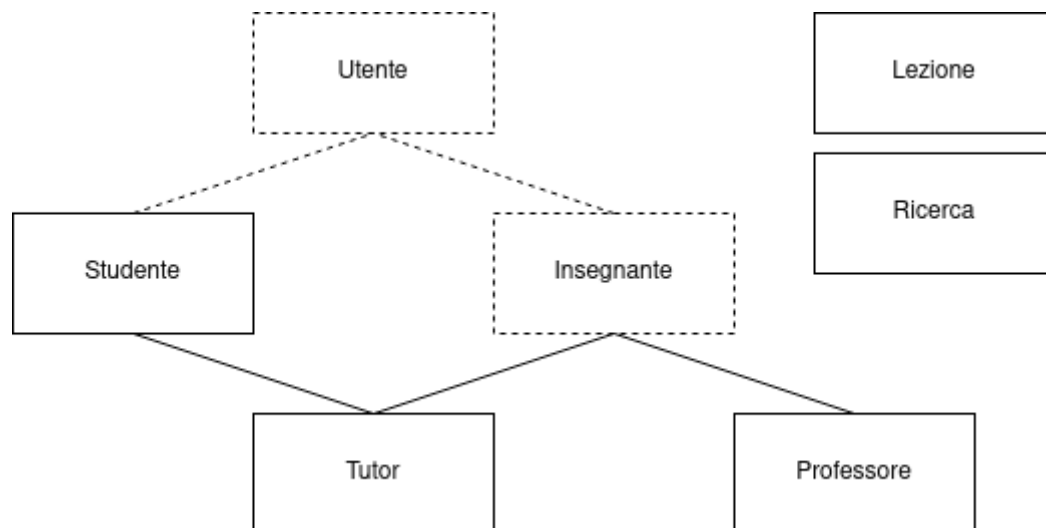 Utente
Lezione
Ricerca
Studente
Insegnante
Tutor
Professore